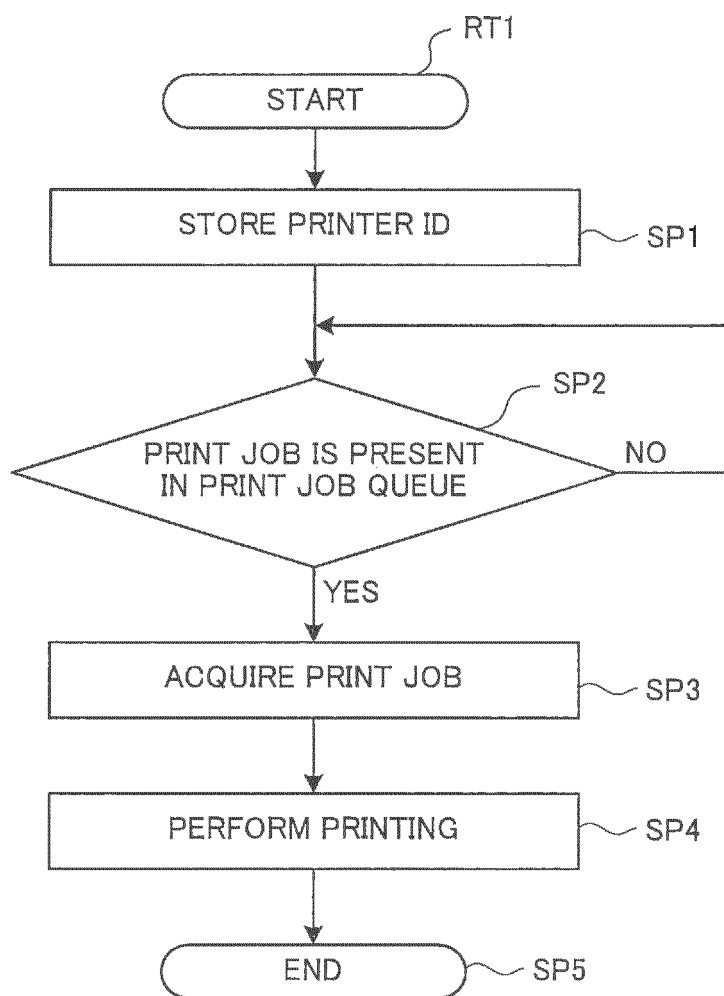 RT1
START
STORE PRINTER ID
SP1
SP2
PRINT JOB IS PRESENT
IN PRINT JOB QUEUE
NO
YES
ACQUIRE PRINT JOB
SP3
PERFORM PRINTING
SP4
END
SP5